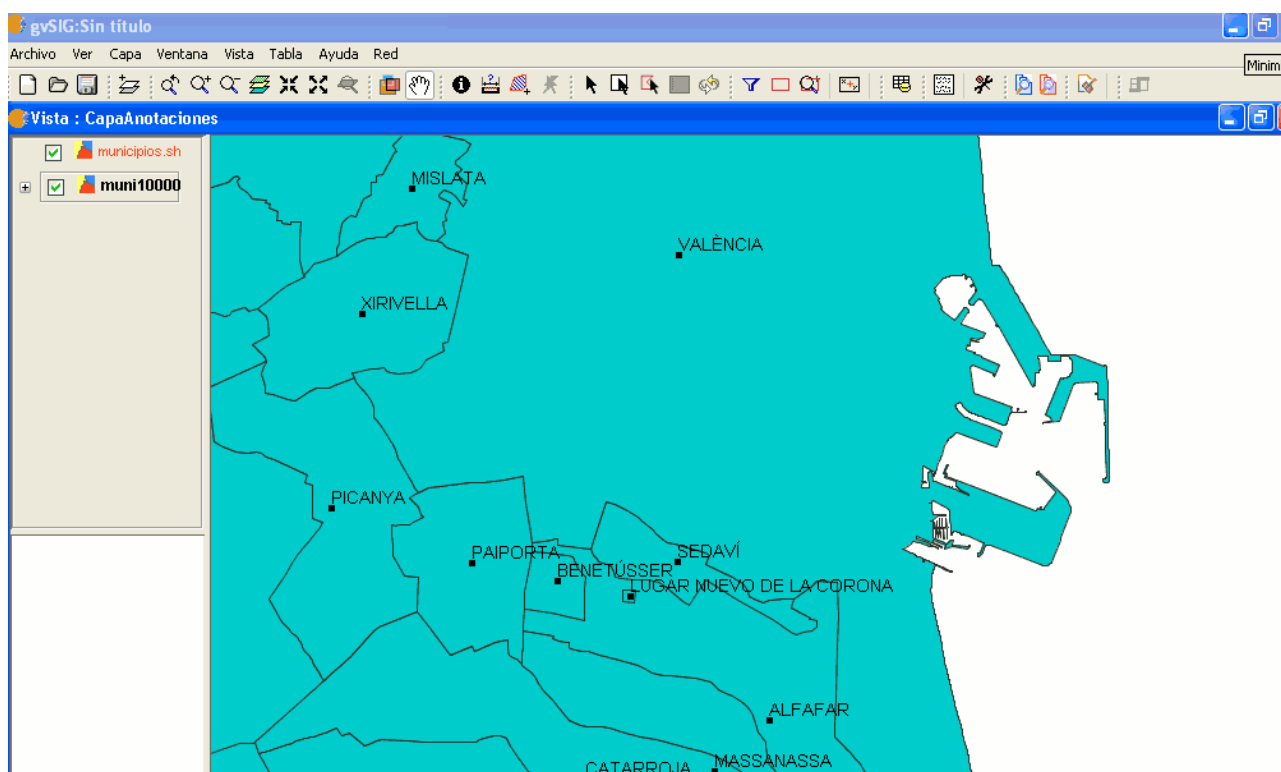 gvSIG:Sin título
Archivo Ver Capa Ventana Vista Tabla Ayuda Red
Minim
Vista : CapaAnotaciones
municipios.sh
muni10000
MISLATA
VALÈNCIA
XIRIVELLA
PICANYA
PAIPORTA
SEDAVÍ
BENETÚSSER
LUGAR NUEVO DE LA CORONA
ALFAFAR
MASSANASSA
CATARROJA